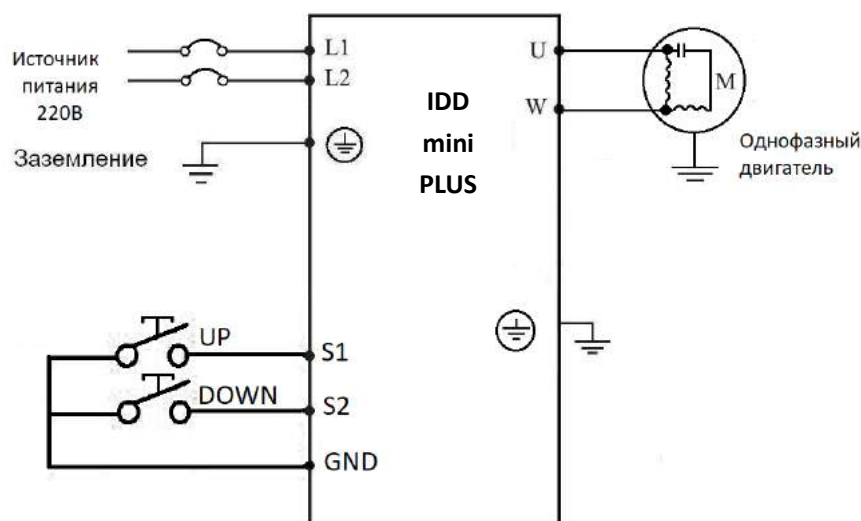 Источник
питания
220В
Заземление
L1
L2
IDD
mini
PLUS
U
W
M
Однофазный
двигатель
UP
S1
DOWN
S2
GND